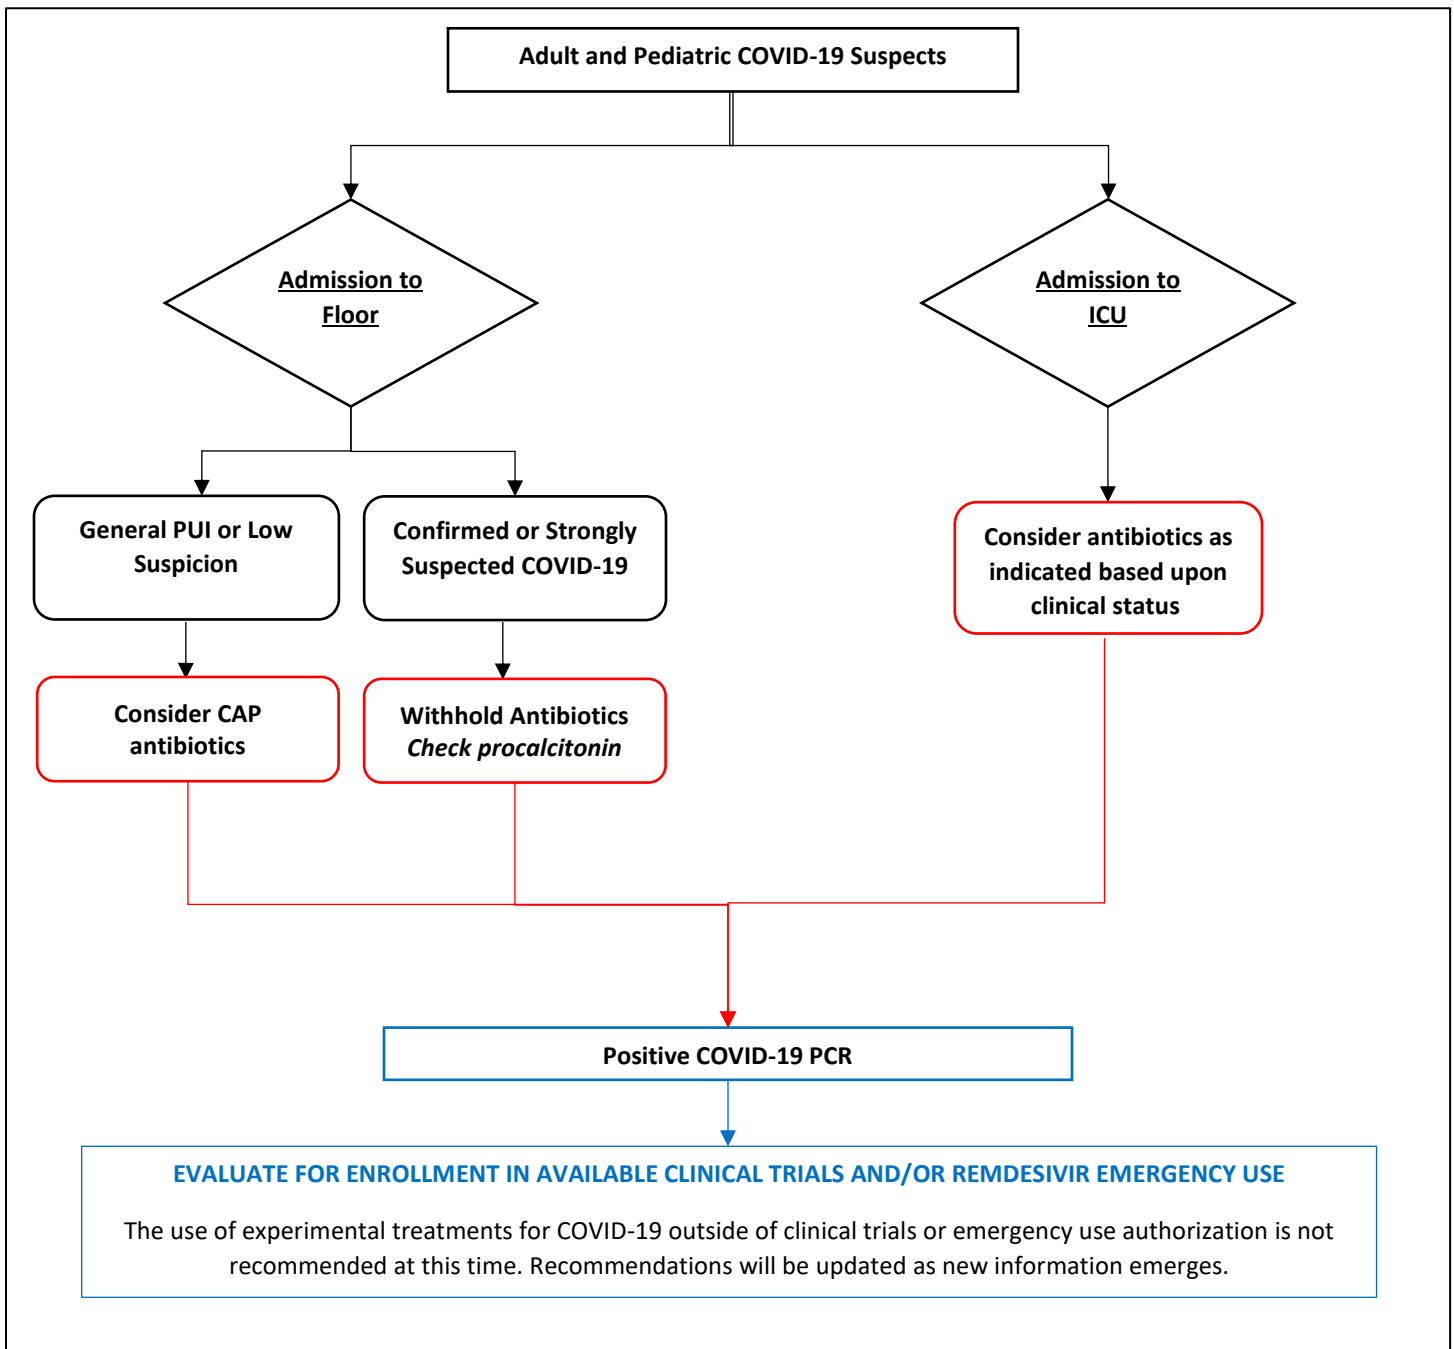 Adult and Pediatric COVID-19 Suspects
Admission to
Floor
Admission to
ICU
General PUI or Low
Suspicion
Confirmed or Strongly
Suspected COVID-19
Consider antibiotics as
indicated based upon
clinical status
Consider CAP
antibiotics
Withhold Antibiotics
Check procalcitonin
Positive COVID-19 PCR
EVALUATE FOR ENROLLMENT IN AVAILABLE CLINICAL TRIALS AND/OR REMDESIVIR EMERGENCY USE
The use of experimental treatments for COVID-19 outside of clinical trials or emergency use authorization is not
recommended at this time. Recommendations will be updated as new information emerges.